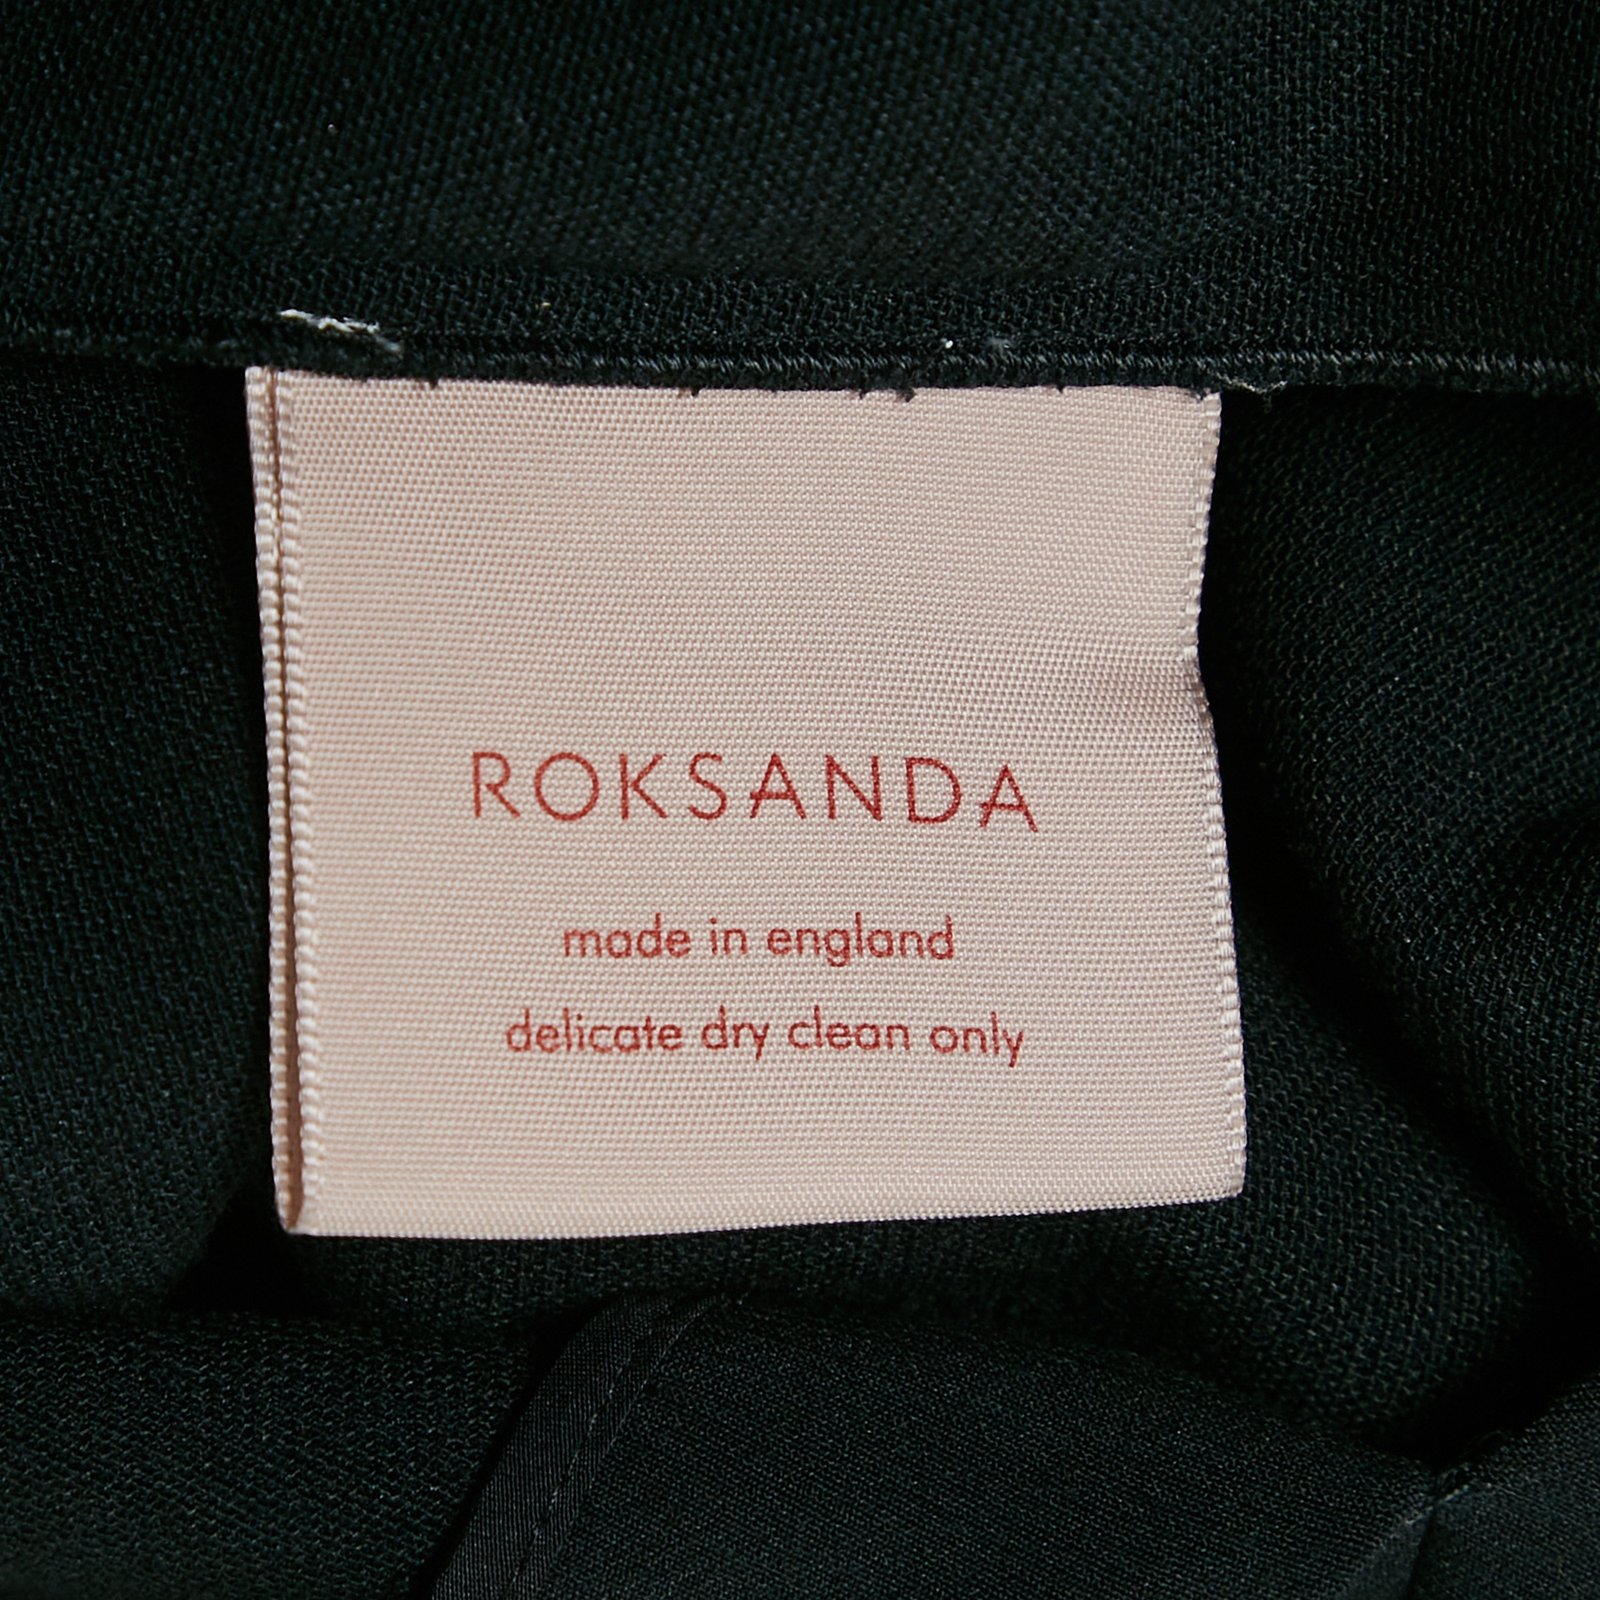 ROKSANDA
made in england
delicate dry clean only